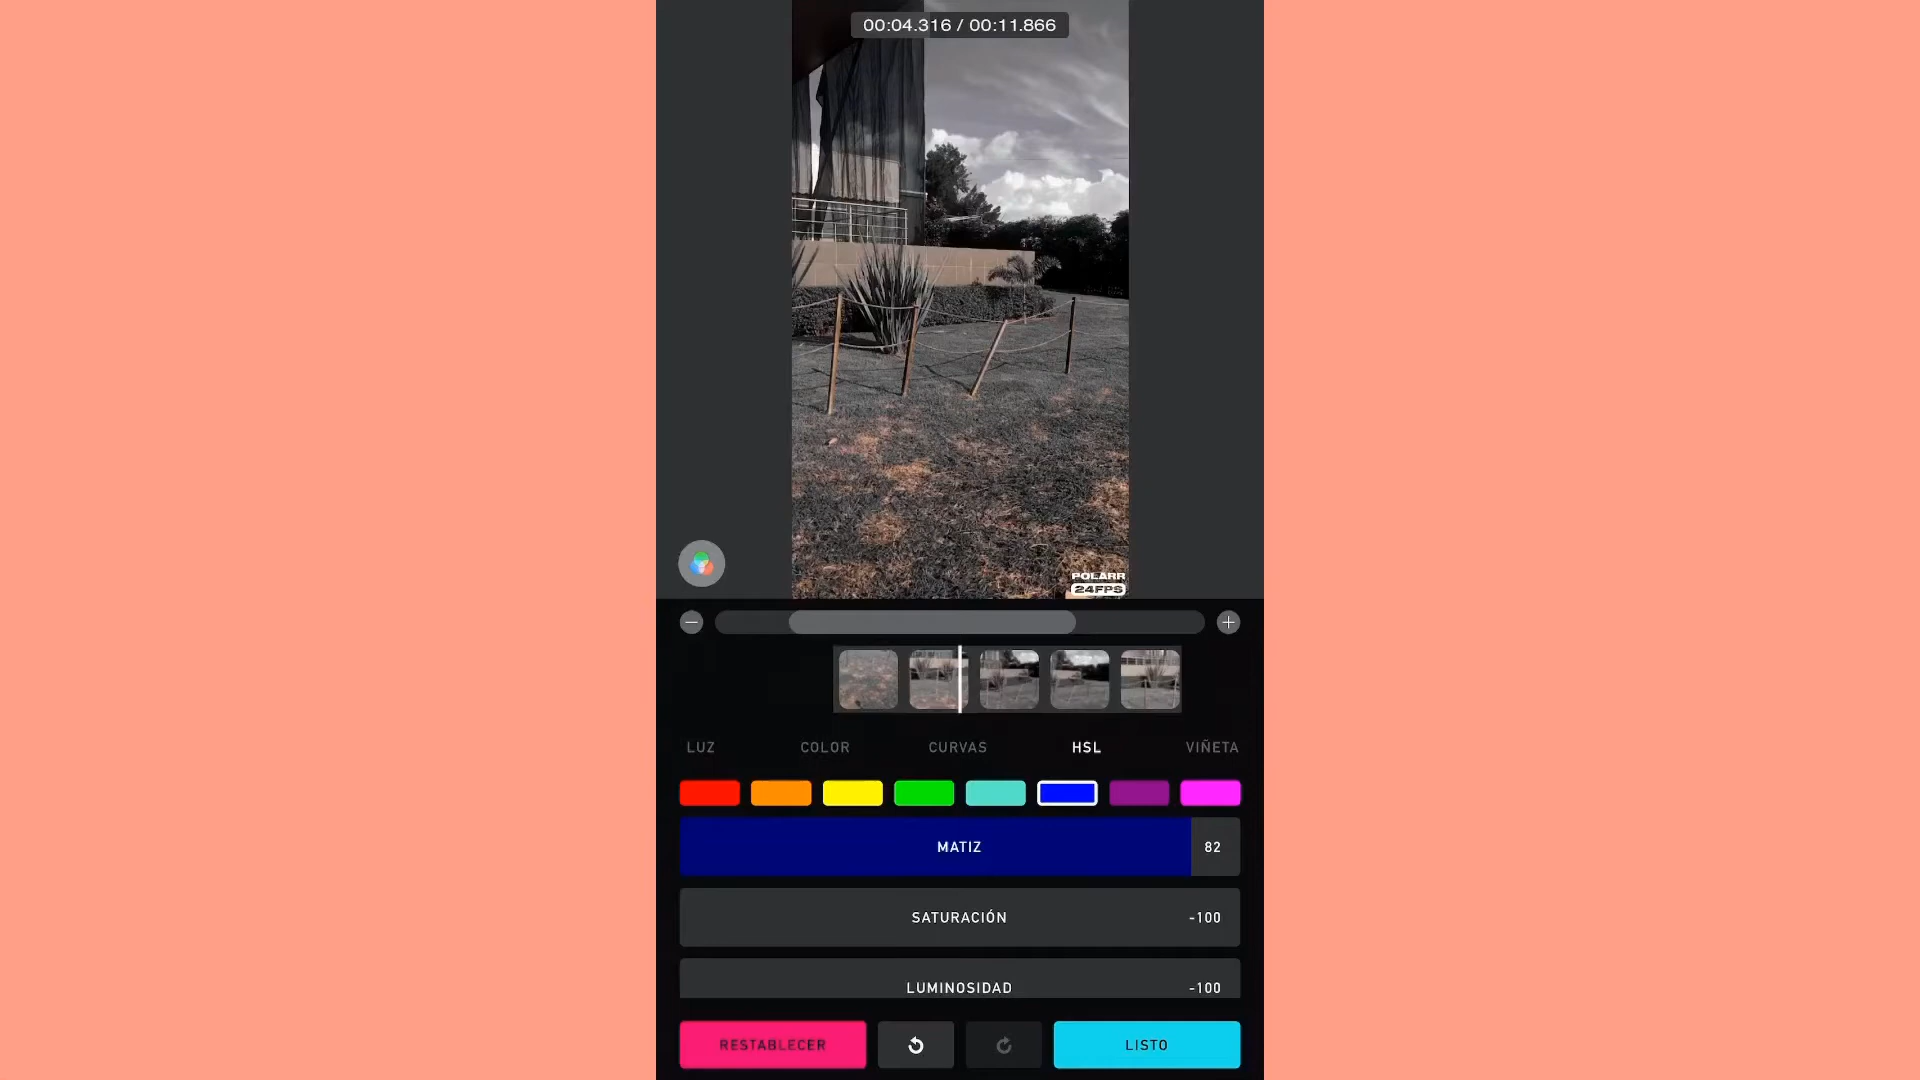 00:04.316 / 00:11.866
POLARR
24FPS
LUZ COLOR CURVAS HSL VIÑETA
MATIZ 82
SATURACIÓN -100
LUMINOSIDAD -100
RESTABLECER LISTO